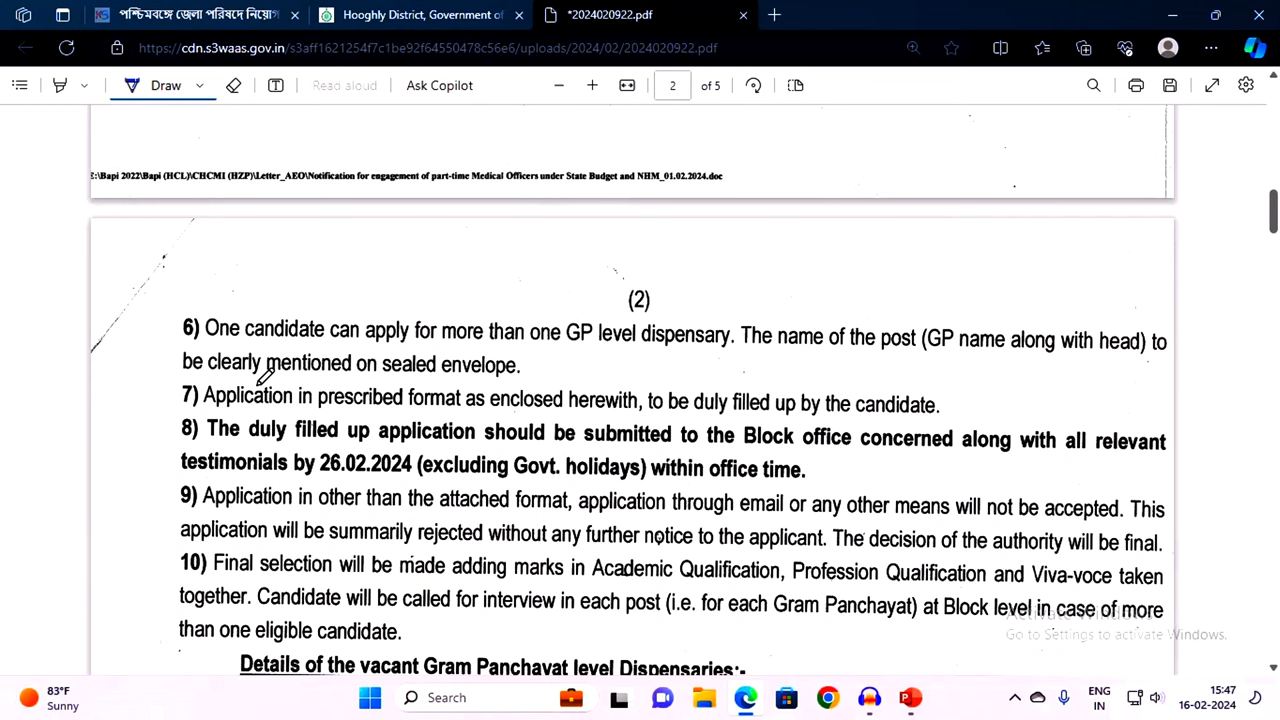 পশ্চিমবঙ্গে জেলা পরিষদে নিয়োগ
Hooghly District, Government of
*2024020922.pdf
https://cdn.s3waas.gov.in/s3aff1621254f7c1be92f64550478c56e6/uploads/2024/02/2024020922.pdf
Draw
Read aloud
Ask Copilot
2 of 5
E:\Bapi 2022\Bapi (HCL)\CHCMI (HZP)\Letter_AEO\Notification for engagement of part-time Medical Officers under State Budget and NHM_01.02.2024.doc
(2)
6) One candidate can apply for more than one GP level dispensary. The name of the post (GP name along with head) to
be clearly mentioned on sealed envelope.
7) Application in prescribed format as enclosed herewith, to be duly filled up by the candidate.
8) The duly filled up application should be submitted to the Block office concerned along with all relevant
testimonials by 26.02.2024 (excluding Govt. holidays) within office time.
9) Application in other than the attached format, application through email or any other means will not be accepted. This
application will be summarily rejected without any further notice to the applicant. The decision of the authority will be final.
10) Final selection will be made adding marks in Academic Qualification, Profession Qualification and Viva-voce taken
together. Candidate will be called for interview in each post (i.e. for each Gram Panchayat) at Block level in case of more
than one eligible candidate.
Activate Windows
Go to Settings to activate Windows.
Details of the vacant Gram Panchayat level Dispensaries:-
83°F
Sunny
Search
ENG
IN
15:47
16-02-2024